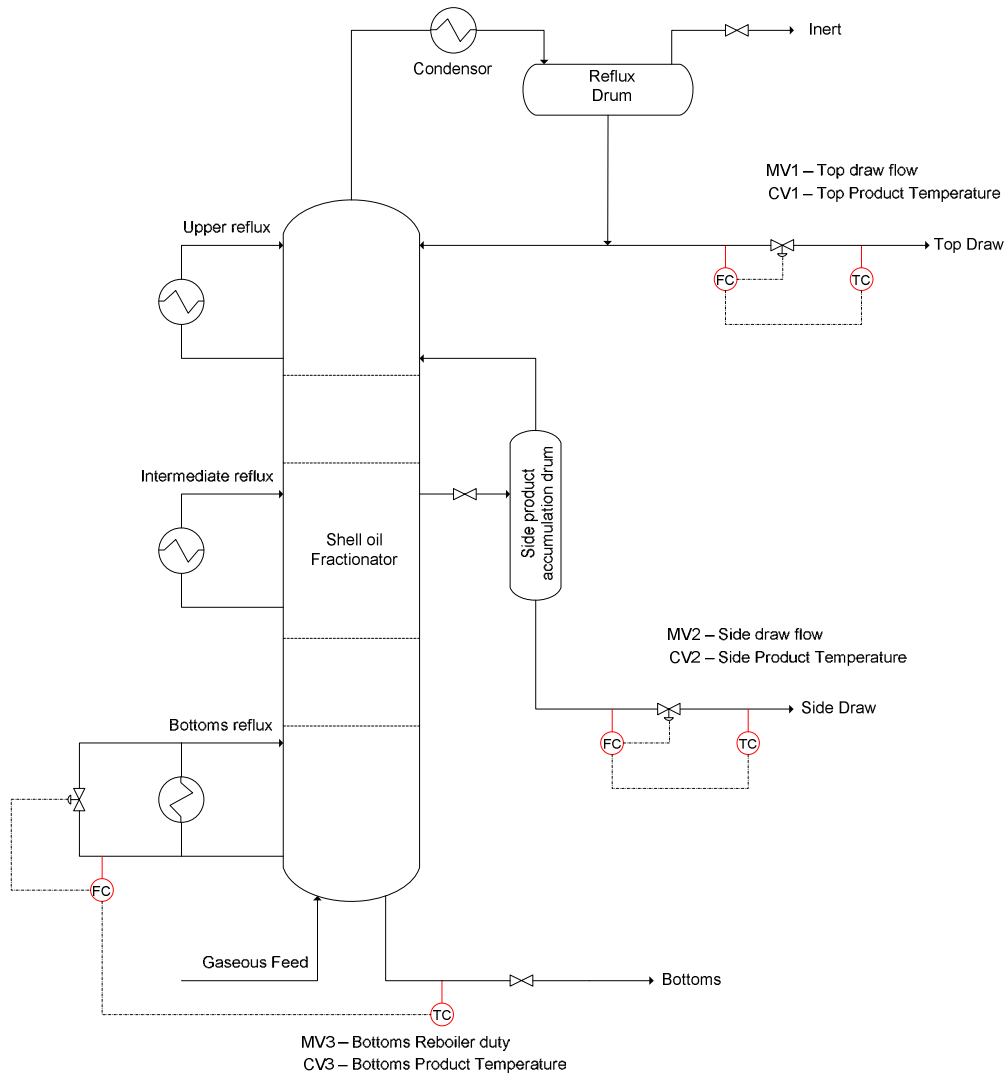 Inert
Condensor
Reflux
Drum
MV1 – Top draw flow
CV1 – Top Product Temperature
Upper reflux
Top Draw
FC
TC
Intermediate reflux
Side product
accumulation drum
Shell oil
Fractionator
MV2 – Side draw flow
CV2 – Side Product Temperature
Side Draw
Bottoms reflux
FC
TC
FC
Gaseous Feed
Bottoms
TC
MV3 – Bottoms Reboiler duty
CV3 – Bottoms Product Temperature